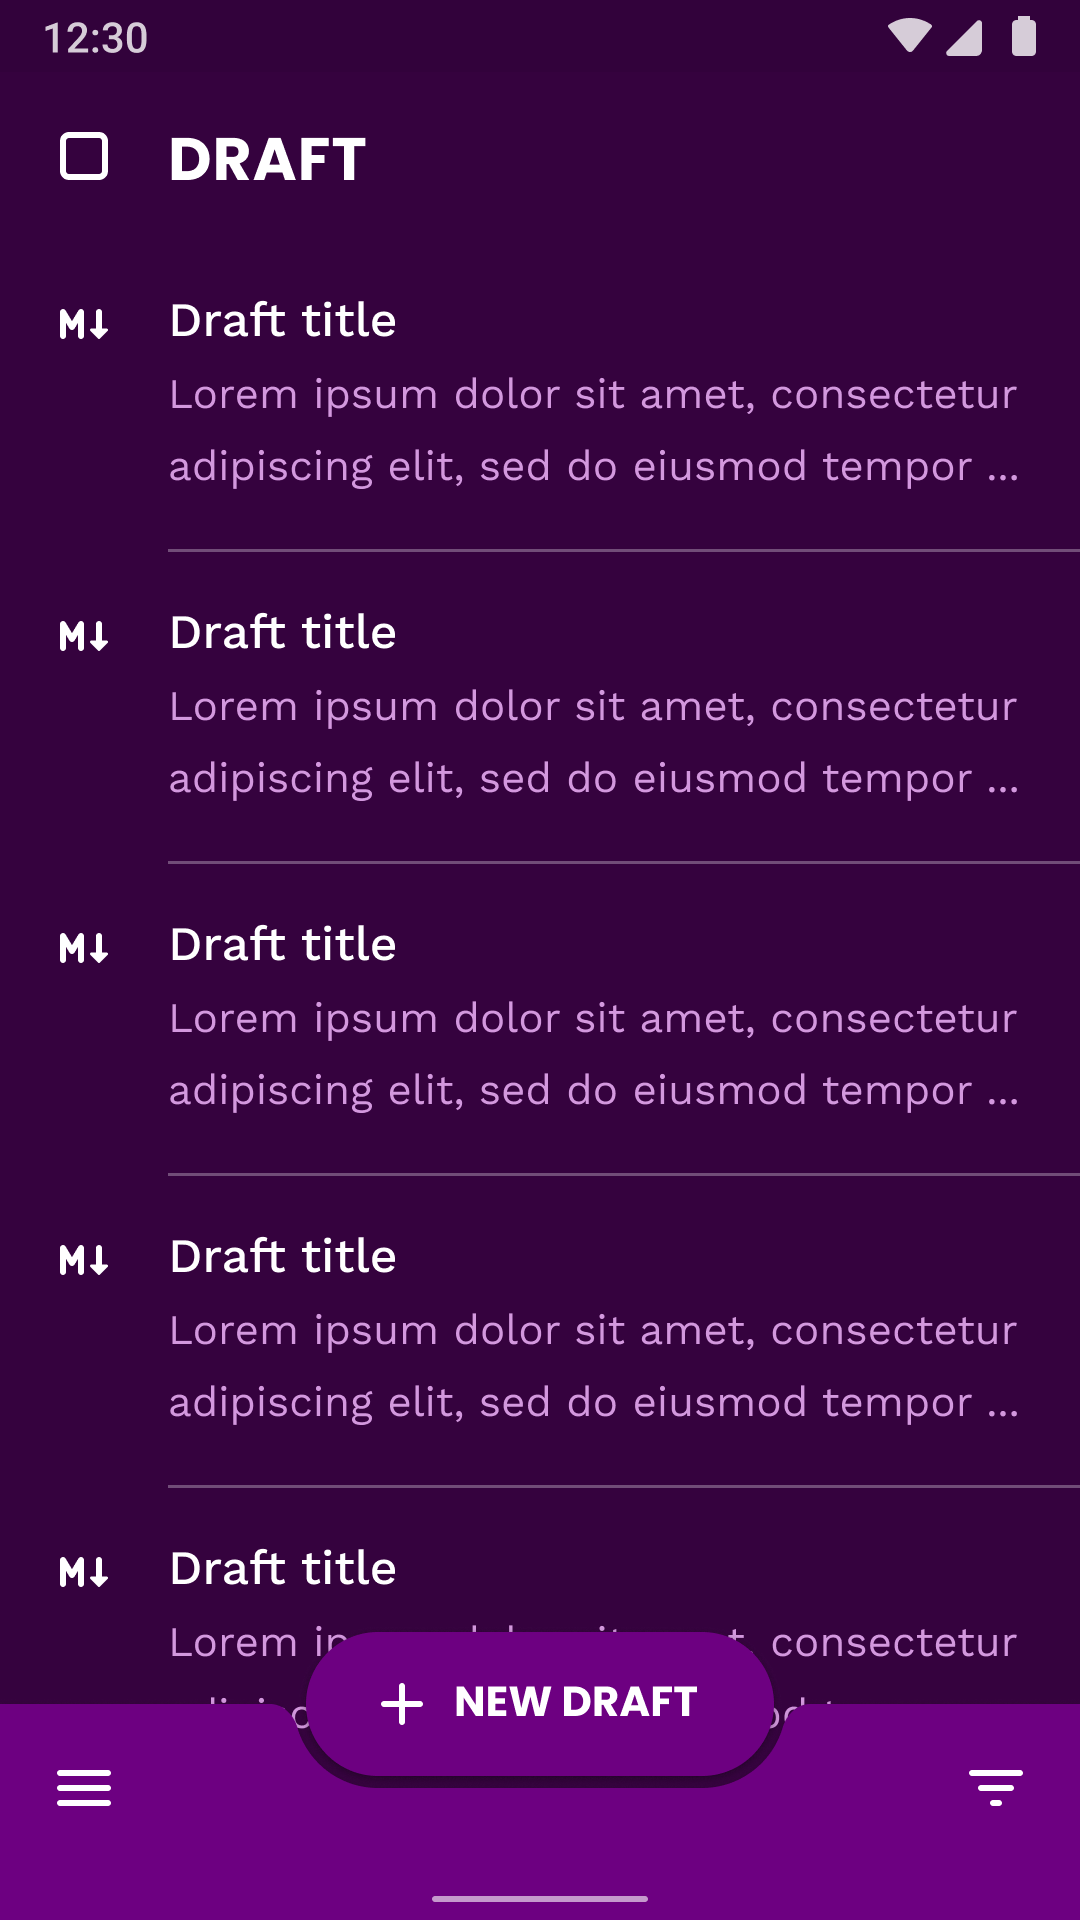 12:30
DRAFT
M↓ Draft title
Lorem ipsum dolor sit amet, consectetur
adipiscing elit, sed do eiusmod tempor ...
M↓ Draft title
Lorem ipsum dolor sit amet, consectetur
adipiscing elit, sed do eiusmod tempor ...
M↓ Draft title
Lorem ipsum dolor sit amet, consectetur
adipiscing elit, sed do eiusmod tempor ...
M↓ Draft title
Lorem ipsum dolor sit amet, consectetur
adipiscing elit, sed do eiusmod tempor ...
M↓ Draft title
Lorem consectetur
NEW DRAFT